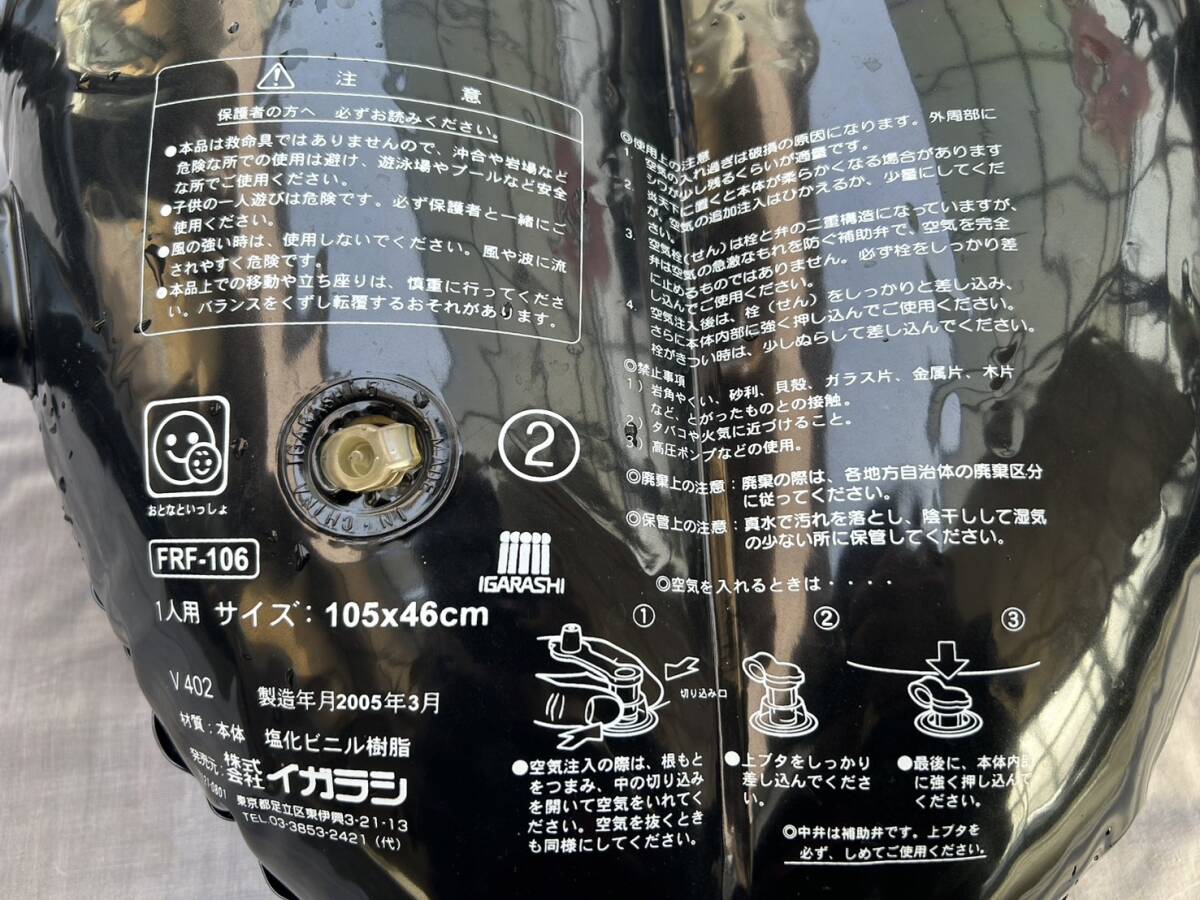 注意
保護者の方へ 必ずお読みください。
●本品は救命具ではありませんので、沖合や岩場など
危険な所での使用は避け、遊泳場やプールなど安全
な所でご使用ください。
●子供の一人遊びは危険です。必ず保護者と一緒にご
使用ください。
●風の強い時は、使用しないでください。風や波に流
されやすく危険です。
●本品上での移動や立ち座りは、慎重に行ってくださ
い。バランスをくずし転覆するおそれがあります。
おとなといっしょ
IGARASHI
MADE IN CHINA
②
FRF-106
IGARASHI
1人用 サイズ：105x46cm
V402
製造年月2005年3月
材質：本体 塩化ビニル樹脂
発売元：株式会社イガラシ
東京都足立区東伊興3-21-13
TEL.03-3853-2421（代）
◎使用上の注意
1. 空気の入れ過ぎは破損の原因になります。外周部に
シワが少し残るくらいが適量です。
2. 炎天下に置くと本体が柔らかくなる場合があります
が、空気の追加注入はひかえるか、少量にしてくだ
さい。
3. 空気栓(せん)は栓と弁の二重構造になっていますが、
弁は空気の急激なもれを防ぐ補助弁で、空気を完全
に止めるものではありません。必ず栓をしっかり差
し込んでご使用ください。
4. 空気注入後は、栓（せん）をしっかりと差し込み、
さらに本体内部に強く押し込んでご使用ください。
栓がきつい時は、少しぬらして差し込んでください。
◎禁止事項
1）岩角やくい、砂利、貝殻、ガラス片、金属片、木片
など、とがったものとの接触。
2）タバコや火気に近づけること。
3）高圧ポンプなどの使用。
◎廃棄上の注意：廃棄の際は、各地方自治体の廃棄区分
に従ってください。
◎保管上の注意：真水で汚れを落とし、陰干しして湿気
の少ない所に保管してください。
◎空気を入れるときは・・・・
① ② ③
切り込み口
●空気注入の際は、根もと
をつまみ、中の切り込み
を開いて空気をいれてく
ださい。空気を抜くとき
も同様にしてください。
●上ブタをしっかり
差し込んでくださ
い。
●最後に、本体内
に強く押し込んで
ください。
◎中弁は補助弁です。上ブタを
必ず、しめてご使用ください。